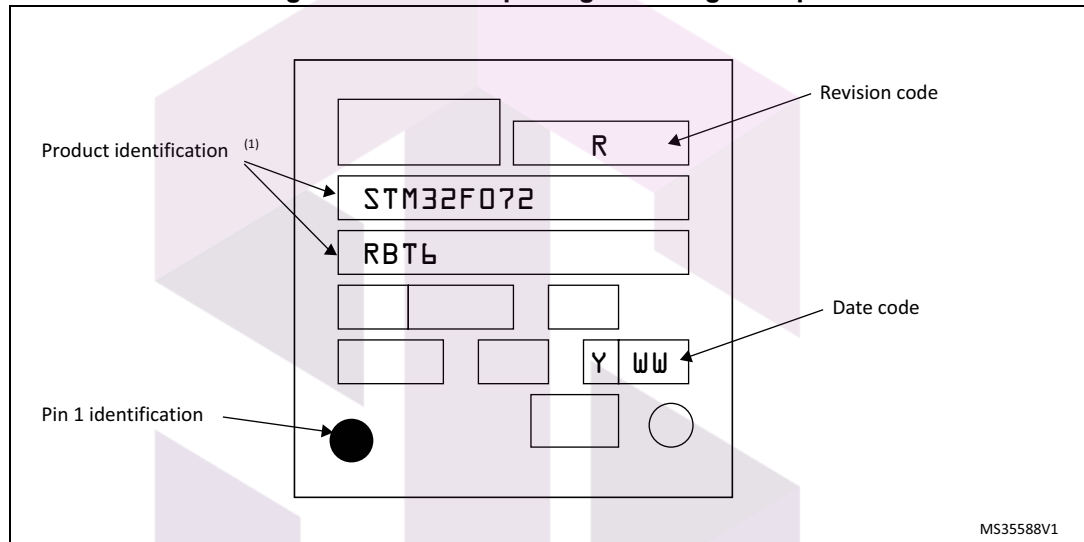 Revision code
R
Product identification (1)
STM32F072
RBT6
Date code
Y WW
Pin 1 identification
MS35588V1